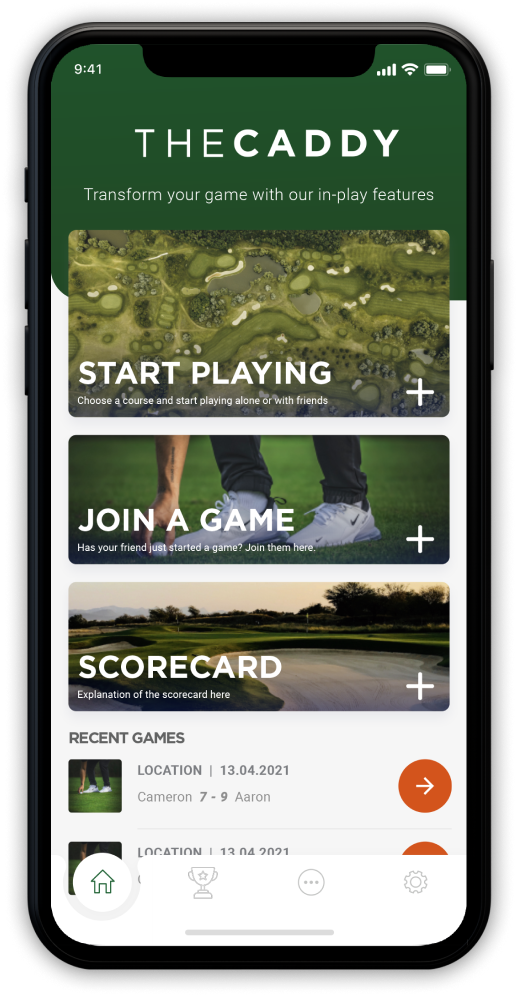 9:41
THECADDY
Transform your game with our in-play features
START PLAYING
Choose a course and start playing alone or with friends
JOIN A GAME
Has your friend just started a game? Join them here.
SCORECARD
Explanation of the scorecard here
RECENT GAMES
LOCATION | 13.04.2021
Cameron 7 - 9 Aaron
LOCATION | 13.04.2021